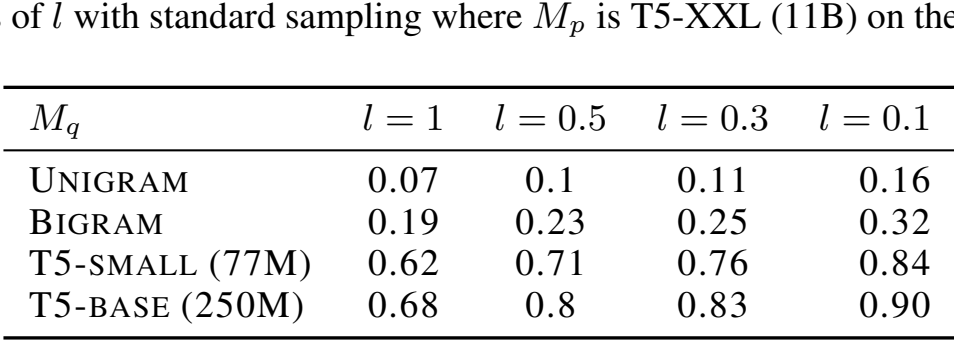 of l with standard sampling where Mp is T5-XXL (11B) on the
Mq l = 1 l = 0.5 l = 0.3 l = 0.1
UNIGRAM 0.07 0.1 0.11 0.16
BIGRAM 0.19 0.23 0.25 0.32
T5-SMALL (77M) 0.62 0.71 0.76 0.84
T5-BASE (250M) 0.68 0.8 0.83 0.90